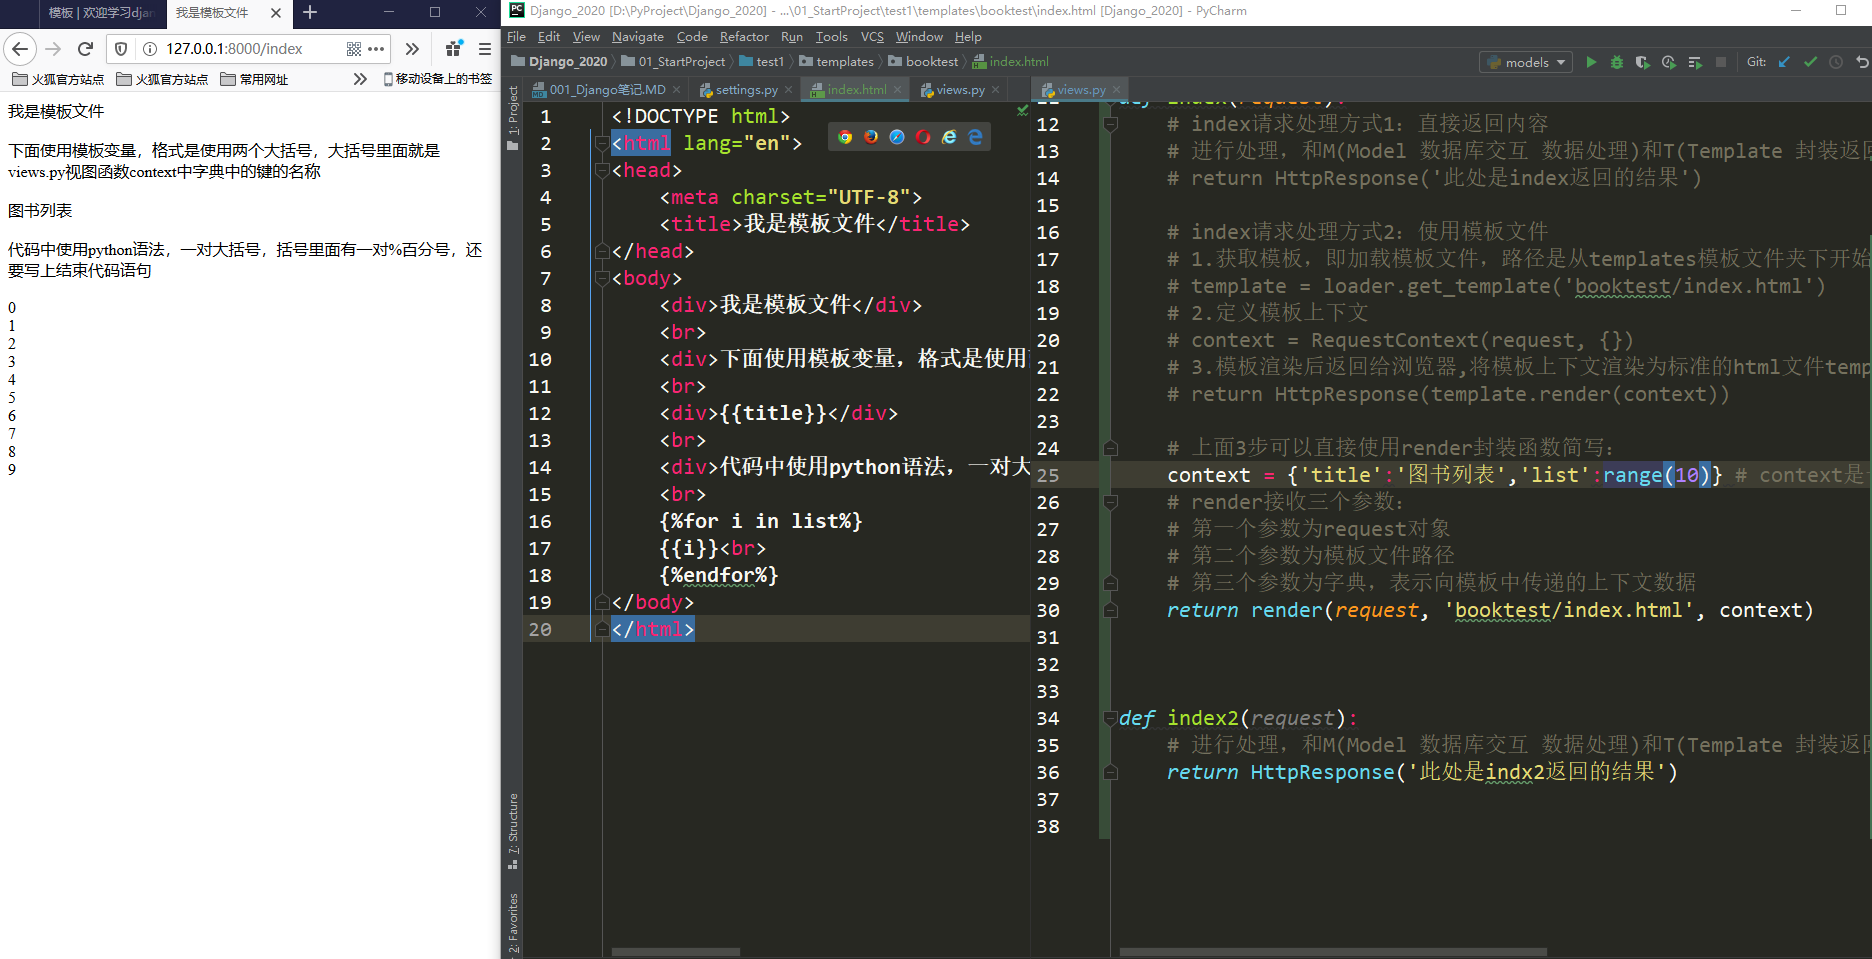 模板 | 欢迎学习djan
我是模板文件
127.0.0.1:8000/index
火狐官方站点
火狐官方站点
常用网址
移动设备上的书签
我是模板文件
下面使用模板变量，格式是使用两个大括号，大括号里面就是
views.py视图函数context中字典中的键的名称
图书列表
代码中使用python语法，一对大括号，括号里面有一对%百分号，还
要写上结束代码语句
0
1
2
3
4
5
6
7
8
9
Django_2020 [D:\PyProject\Django_2020] - ...\01_StartProject\test1\templates\booktest\index.html [Django_2020] - PyCharm
File Edit View Navigate Code Refactor Run Tools VCS Window Help
Django_2020 01_StartProject test1 templates booktest index.html
models
Git:
1: Project
7: Structure
2: Favorites
001_Django笔记.MD
settings.py
index.html
views.py
1 <!DOCTYPE html>
2 <html lang="en">
3 <head>
4 <meta charset="UTF-8">
5 <title>我是模板文件</title>
6 </head>
7 <body>
8 <div>我是模板文件</div>
9 <br>
10 <div>下面使用模板变量，格式是使用
11 <br>
12 <div>{{title}}</div>
13 <br>
14 <div>代码中使用python语法，一对大
15 <br>
16 {%for i in list%}
17 {{i}}<br>
18 {%endfor%}
19 </body>
20 </html>
views.py
11 def index(request):
12 # index请求处理方式1：直接返回内容
13 # 进行处理，和M(Model 数据库交互 数据处理)和T(Template 封装返回
14 # return HttpResponse('此处是index返回的结果')
15
16 # index请求处理方式2：使用模板文件
17 # 1.获取模板，即加载模板文件，路径是从templates模板文件夹下开始
18 # template = loader.get_template('booktest/index.html')
19 # 2.定义模板上下文
20 # context = RequestContext(request, {})
21 # 3.模板渲染后返回给浏览器,将模板上下文渲染为标准的html文件temp
22 # return HttpResponse(template.render(context))
23
24 # 上面3步可以直接使用render封装函数简写：
25 context = {'title':'图书列表','list':range(10)} # context是
26 # render接收三个参数：
27 # 第一个参数为request对象
28 # 第二个参数为模板文件路径
29 # 第三个参数为字典，表示向模板中传递的上下文数据
30 return render(request, 'booktest/index.html', context)
31
32
33
34 def index2(request):
35 # 进行处理，和M(Model 数据库交互 数据处理)和T(Template 封装返回
36 return HttpResponse('此处是indx2返回的结果')
37
38